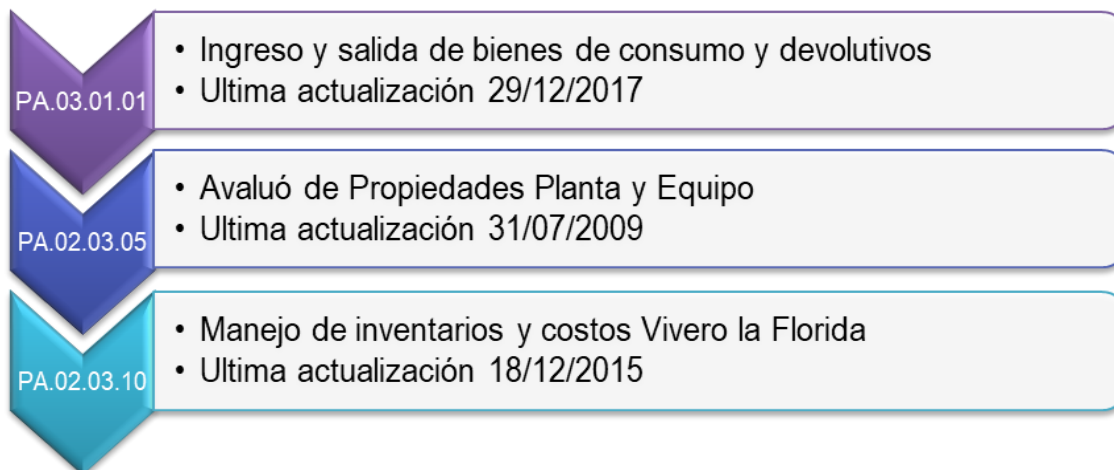 PA.03.01.01
• Ingreso y salida de bienes de consumo y devolutivos
• Ultima actualización 29/12/2017
PA.02.03.05
• Avaluó de Propiedades Planta y Equipo
• Ultima actualización 31/07/2009
PA.02.03.10
• Manejo de inventarios y costos Vivero la Florida
• Ultima actualización 18/12/2015